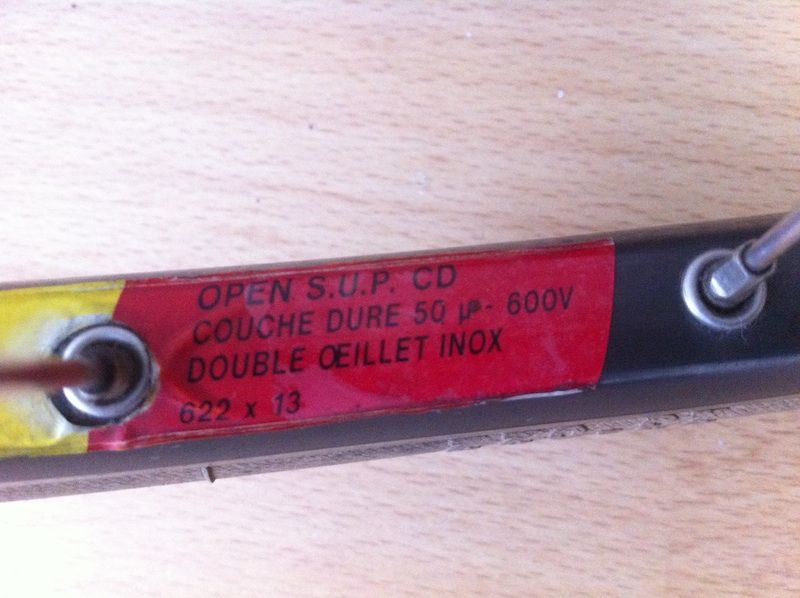 OPEN S.U.P. CD
COUCHE DURE 50 µ - 600V
DOUBLE ŒILLET INOX
622 x 13